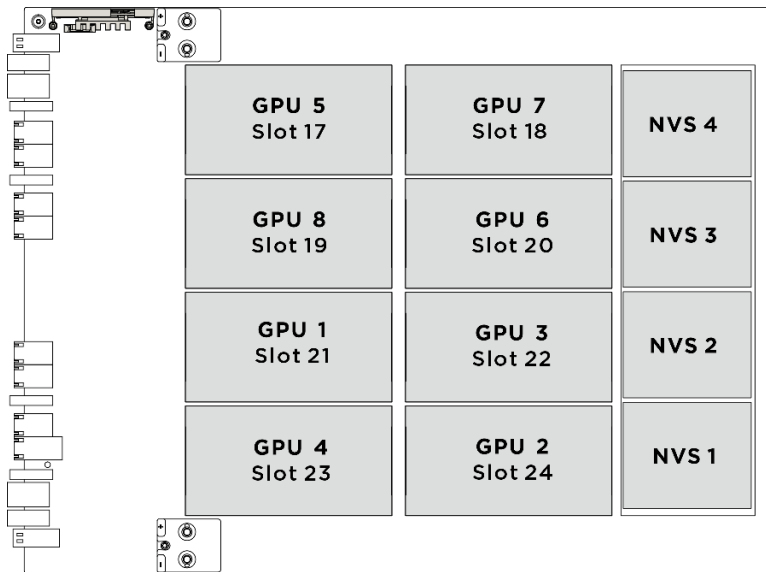 GPU 5
Slot 17
GPU 7
Slot 18
NVS 4
GPU 8
Slot 19
GPU 6
Slot 20
NVS 3
GPU 1
Slot 21
GPU 3
Slot 22
NVS 2
GPU 4
Slot 23
GPU 2
Slot 24
NVS 1